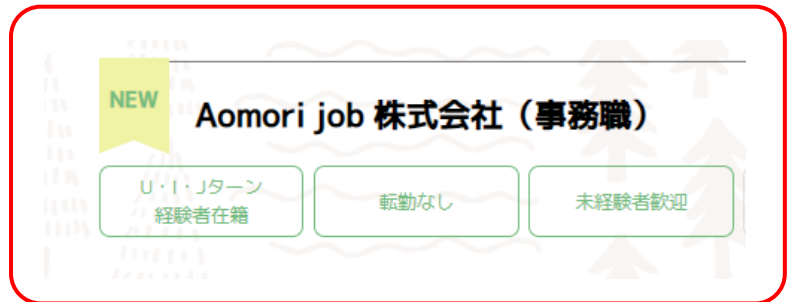 NEW
Aomori job 株式会社（事務職）
U・I・Jターン
経験者在籍
転勤なし
未経験者歓迎